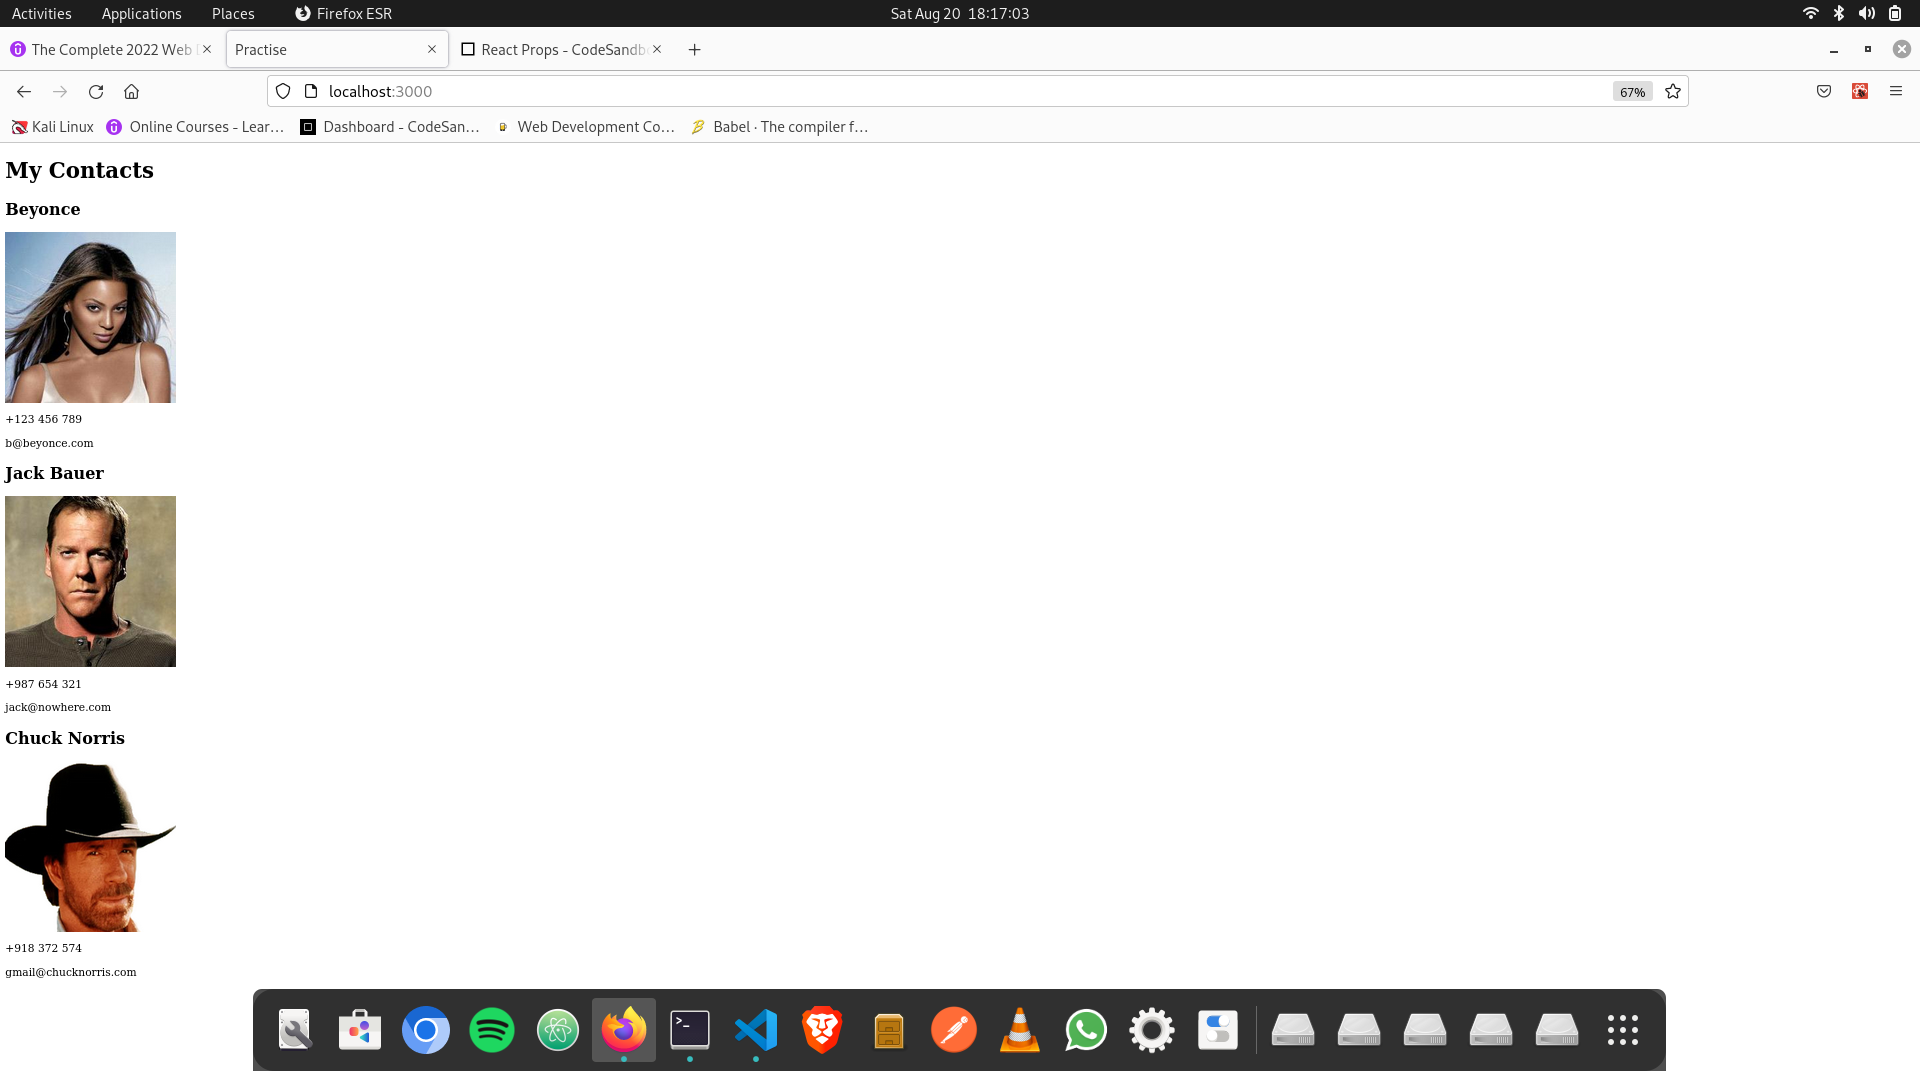 Activities Applications Places Firefox ESR Sat Aug 20 18:17:03
The Complete 2022 Web Practise React Props - CodeSandb
localhost:3000 67%
Kali Linux Online Courses - Lear… Dashboard - CodeSan… Web Development Co… Babel · The compiler f…
My Contacts
Beyonce
+123 456 789
b@beyonce.com
Jack Bauer
+987 654 321
jack@nowhere.com
Chuck Norris
+918 372 574
gmail@chucknorris.com